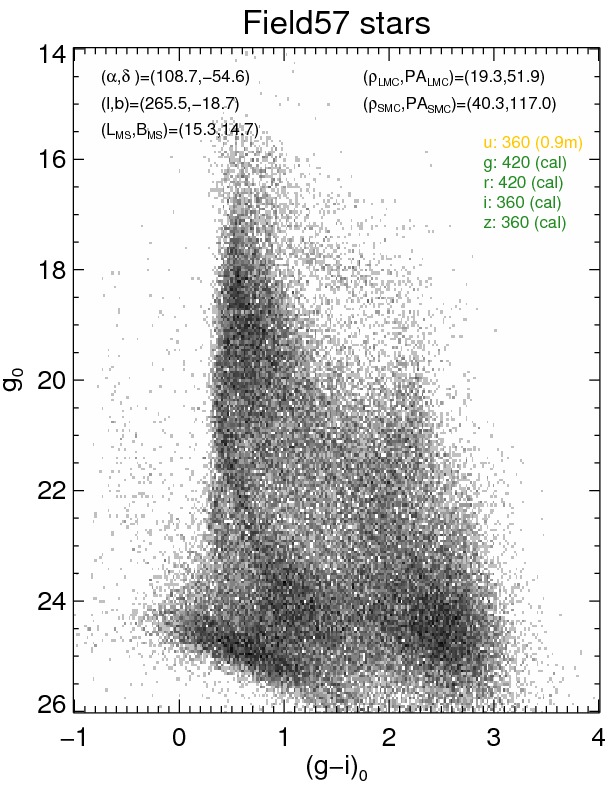 Field57 stars
(α,δ)=(108.7,−54.6)
(ρLMC,PALMC)=(19.3,51.9)
(l,b)=(265.5,−18.7)
(ρSMC,PASMC)=(40.3,117.0)
(LMS,BMS)=(15.3,14.7)
u: 360 (0.9m)
g: 420 (cal)
r: 420 (cal)
i: 360 (cal)
z: 360 (cal)
14
16
18
20
22
24
26
g0
−1 0 1 2 3 4
(g−i)0